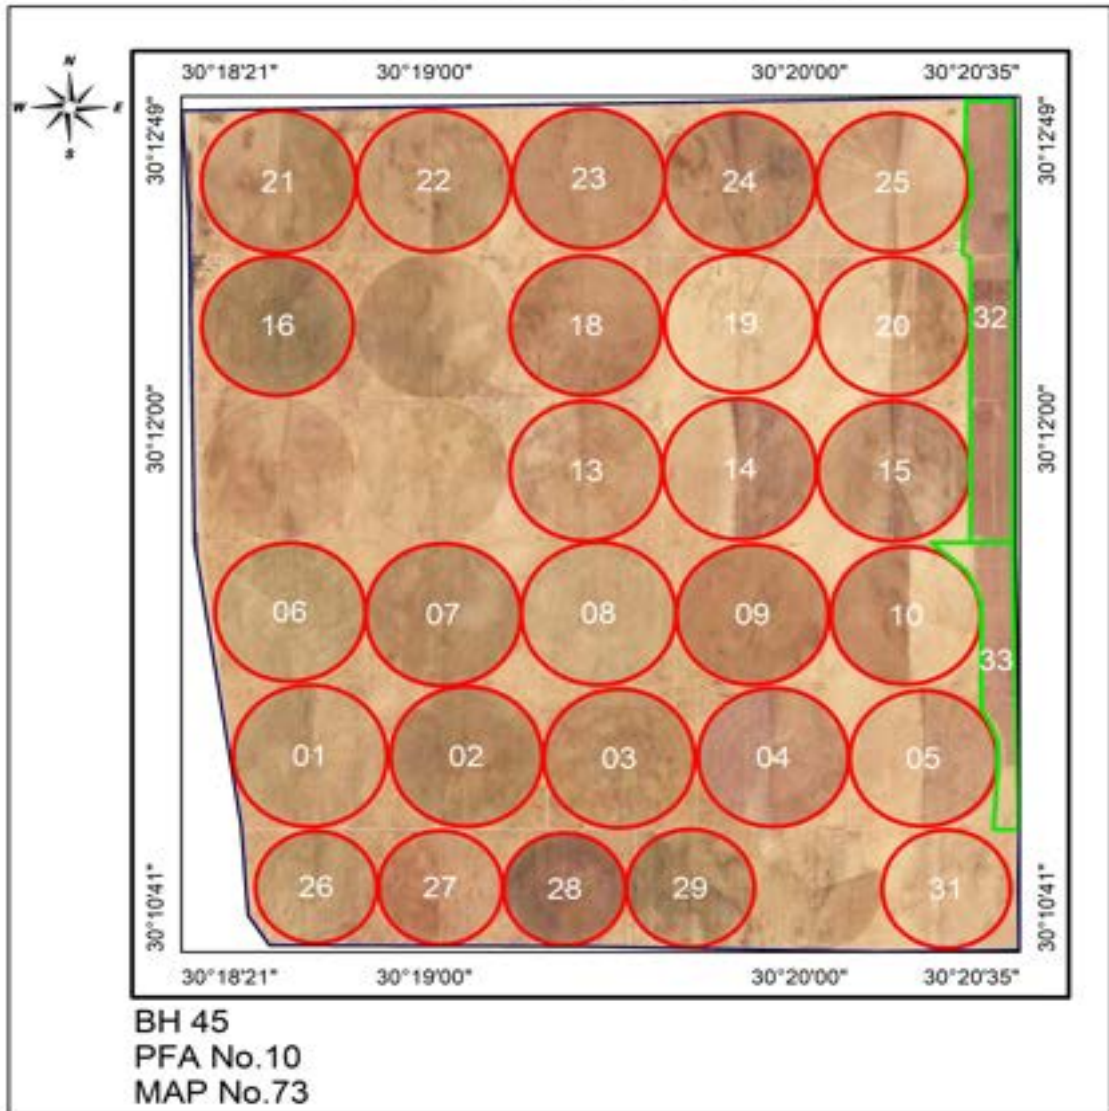 N
W E
S
30°18'21" 30°19'00" 30°20'00" 30°20'35"
30°12'49" 30°12'49"
21 22 23 24 25
16 18 19 20 32
30°12'00" 30°12'00"
13 14 15
06 07 08 09 10
33
01 02 03 04 05
26 27 28 29 31
30°10'41" 30°10'41"
30°18'21" 30°19'00" 30°20'00" 30°20'35"
BH 45
PFA No.10
MAP No.73